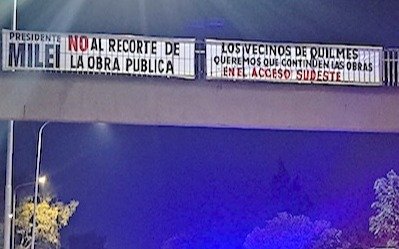 PRESIDENTE
MILEI
NO AL RECORTE DE
LA OBRA PUBLICA
LOS VECINOS DE QUILMES
QUEREMOS QUE CONTINUEN LAS OBRAS
EN EL ACCESO SUDESTE